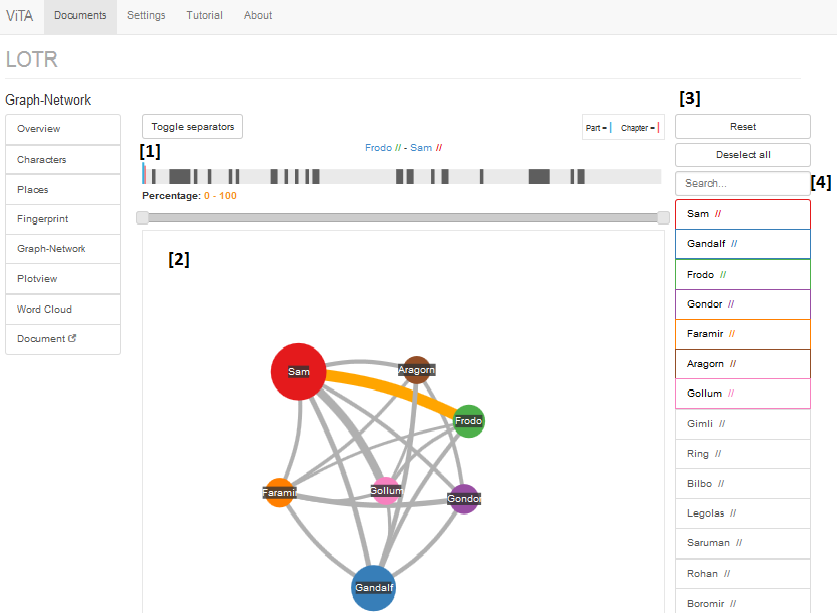 ViTA Documents Settings Tutorial About
LOTR
Graph-Network
Overview
Characters
Places
Fingerprint
Graph-Network
Plotview
Word Cloud
Document
Toggle separators
Part = | Chapter = |
[1]
Frodo // - Sam //
Percentage: 0 - 100
[2]
Sam
Aragorn
Frodo
Faramir
Gollum
Gondor
Gandalf
[3]
Reset
Deselect all
Search...
[4]
Sam //
Gandalf //
Frodo //
Gondor //
Faramir //
Aragorn //
Gollum //
Gimli //
Ring //
Bilbo //
Legolas //
Saruman //
Rohan //
Boromir //